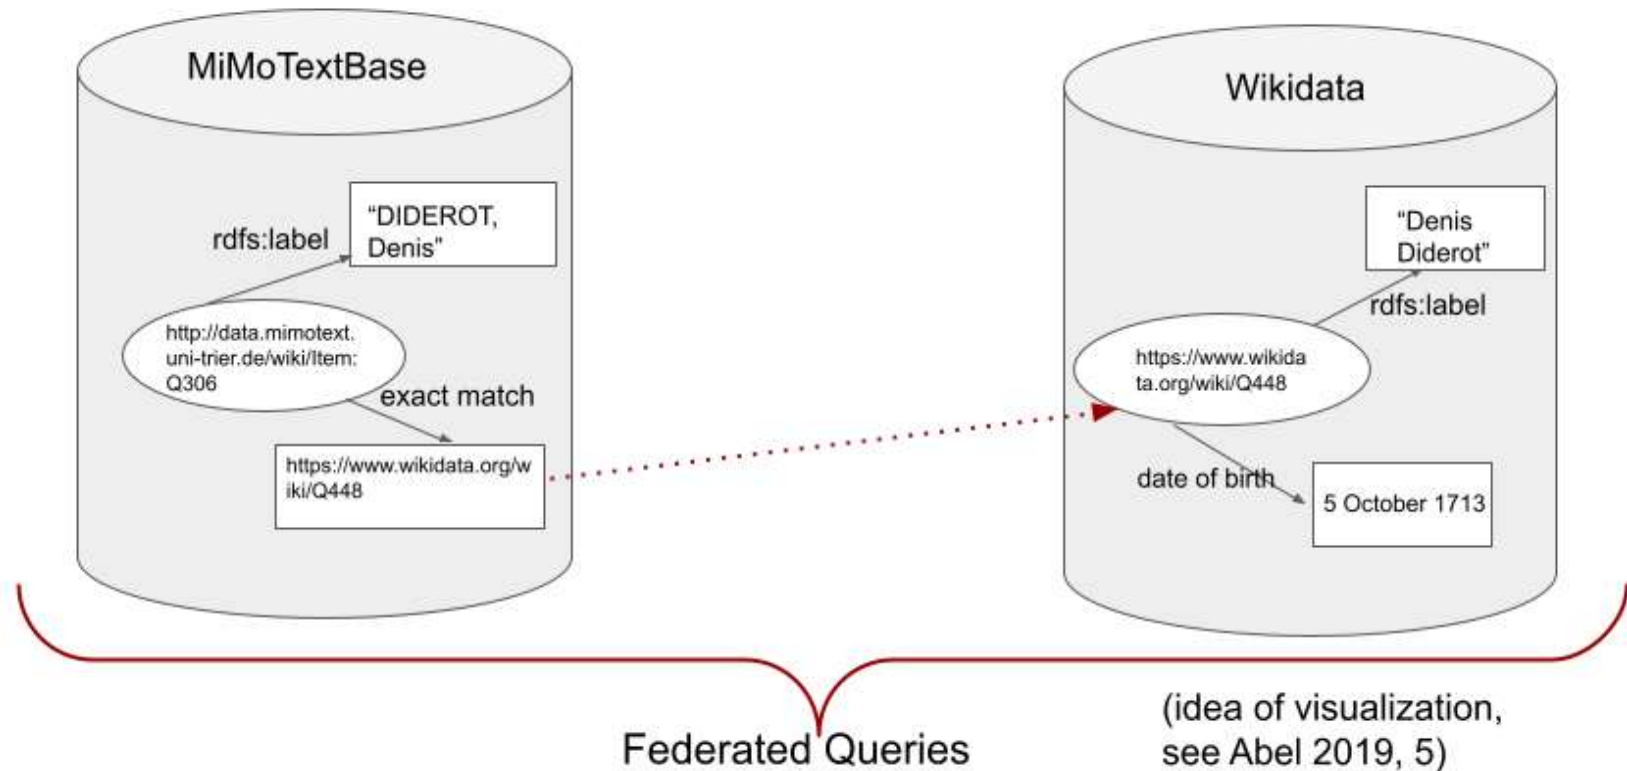 MiMoTextBase
“DIDEROT,
Denis”
rdfs:label
http://data.mimotext.
uni-trier.de/wiki/Item:
Q306
exact match
https://www.wikidata.org/w
iki/Q448
Wikidata
“Denis
Diderot”
rdfs:label
https://www.wikida
ta.org/wiki/Q448
date of birth
5 October 1713
Federated Queries
(idea of visualization,
see Abel 2019, 5)